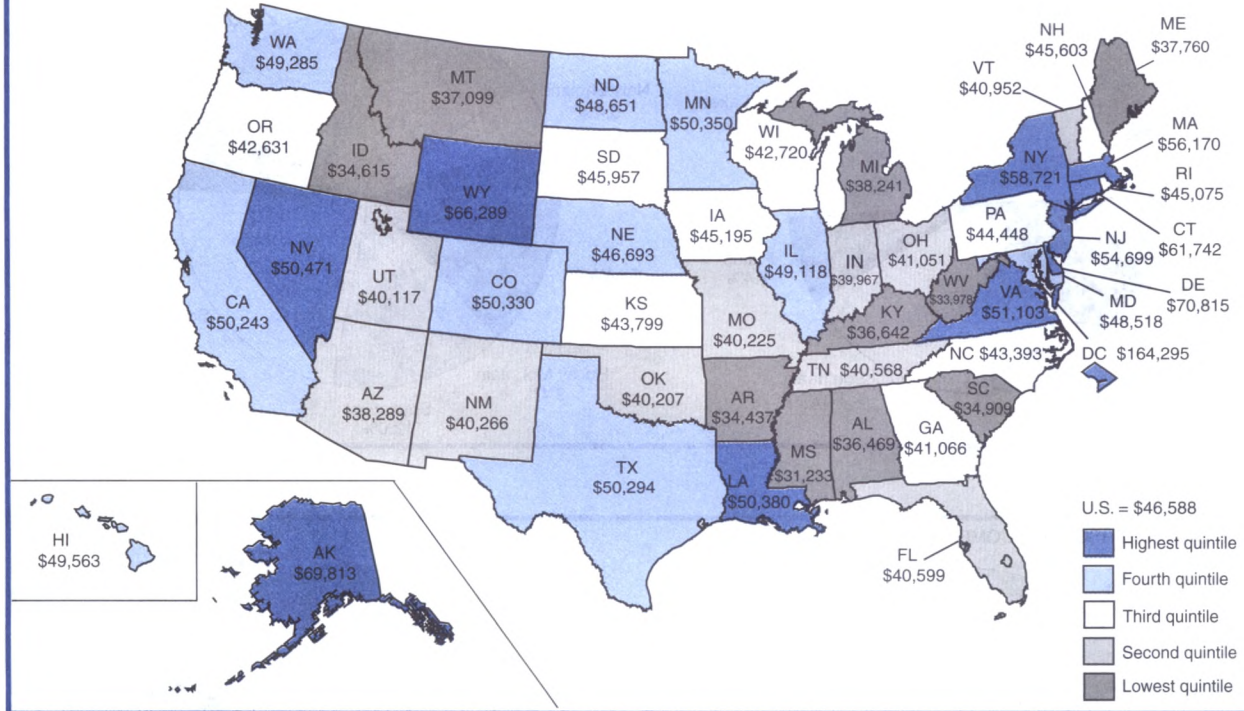 WA
$49,285
MT
$37,099
ND
$48,651
MN
$50,350
OR
$42,631
ID
$34,615
WY
$66,289
SD
$45,957
WI
$42,720
MI
$38,241
NH
$45,603
ME
$37,760
VT
$40,952
NY
$58,721
MA
$56,170
RI
$45,075
CT
$61,742
PA
$44,448
NJ
$54,699
DE
$70,815
MD
$48,518
DC $164,295
NV
$50,471
UT
$40,117
CO
$50,330
NE
$46,693
IA
$45,195
IL
$49,118
IN
$39,967
OH
$41,051
WV
$33,978
VA
$51,103
CA
$50,243
KS
$43,799
MO
$40,225
KY
$36,642
NC $43,393
TN $40,568
AZ
$38,289
NM
$40,266
OK
$40,207
AR
$34,437
SC
$34,909
MS
$31,233
AL
$36,469
GA
$41,066
TX
$50,294
LA
$50,380
FL
$40,599
HI
$49,563
AK
$69,813
U.S. = $46,588
Highest quintile
Fourth quintile
Third quintile
Second quintile
Lowest quintile